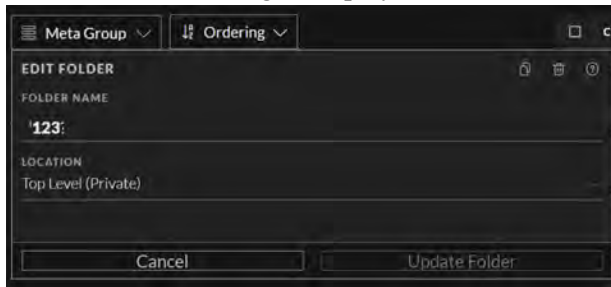 Meta Group Ordering
EDIT FOLDER
FOLDER NAME
123
LOCATION
Top Level (Private)
Cancel Update Folder